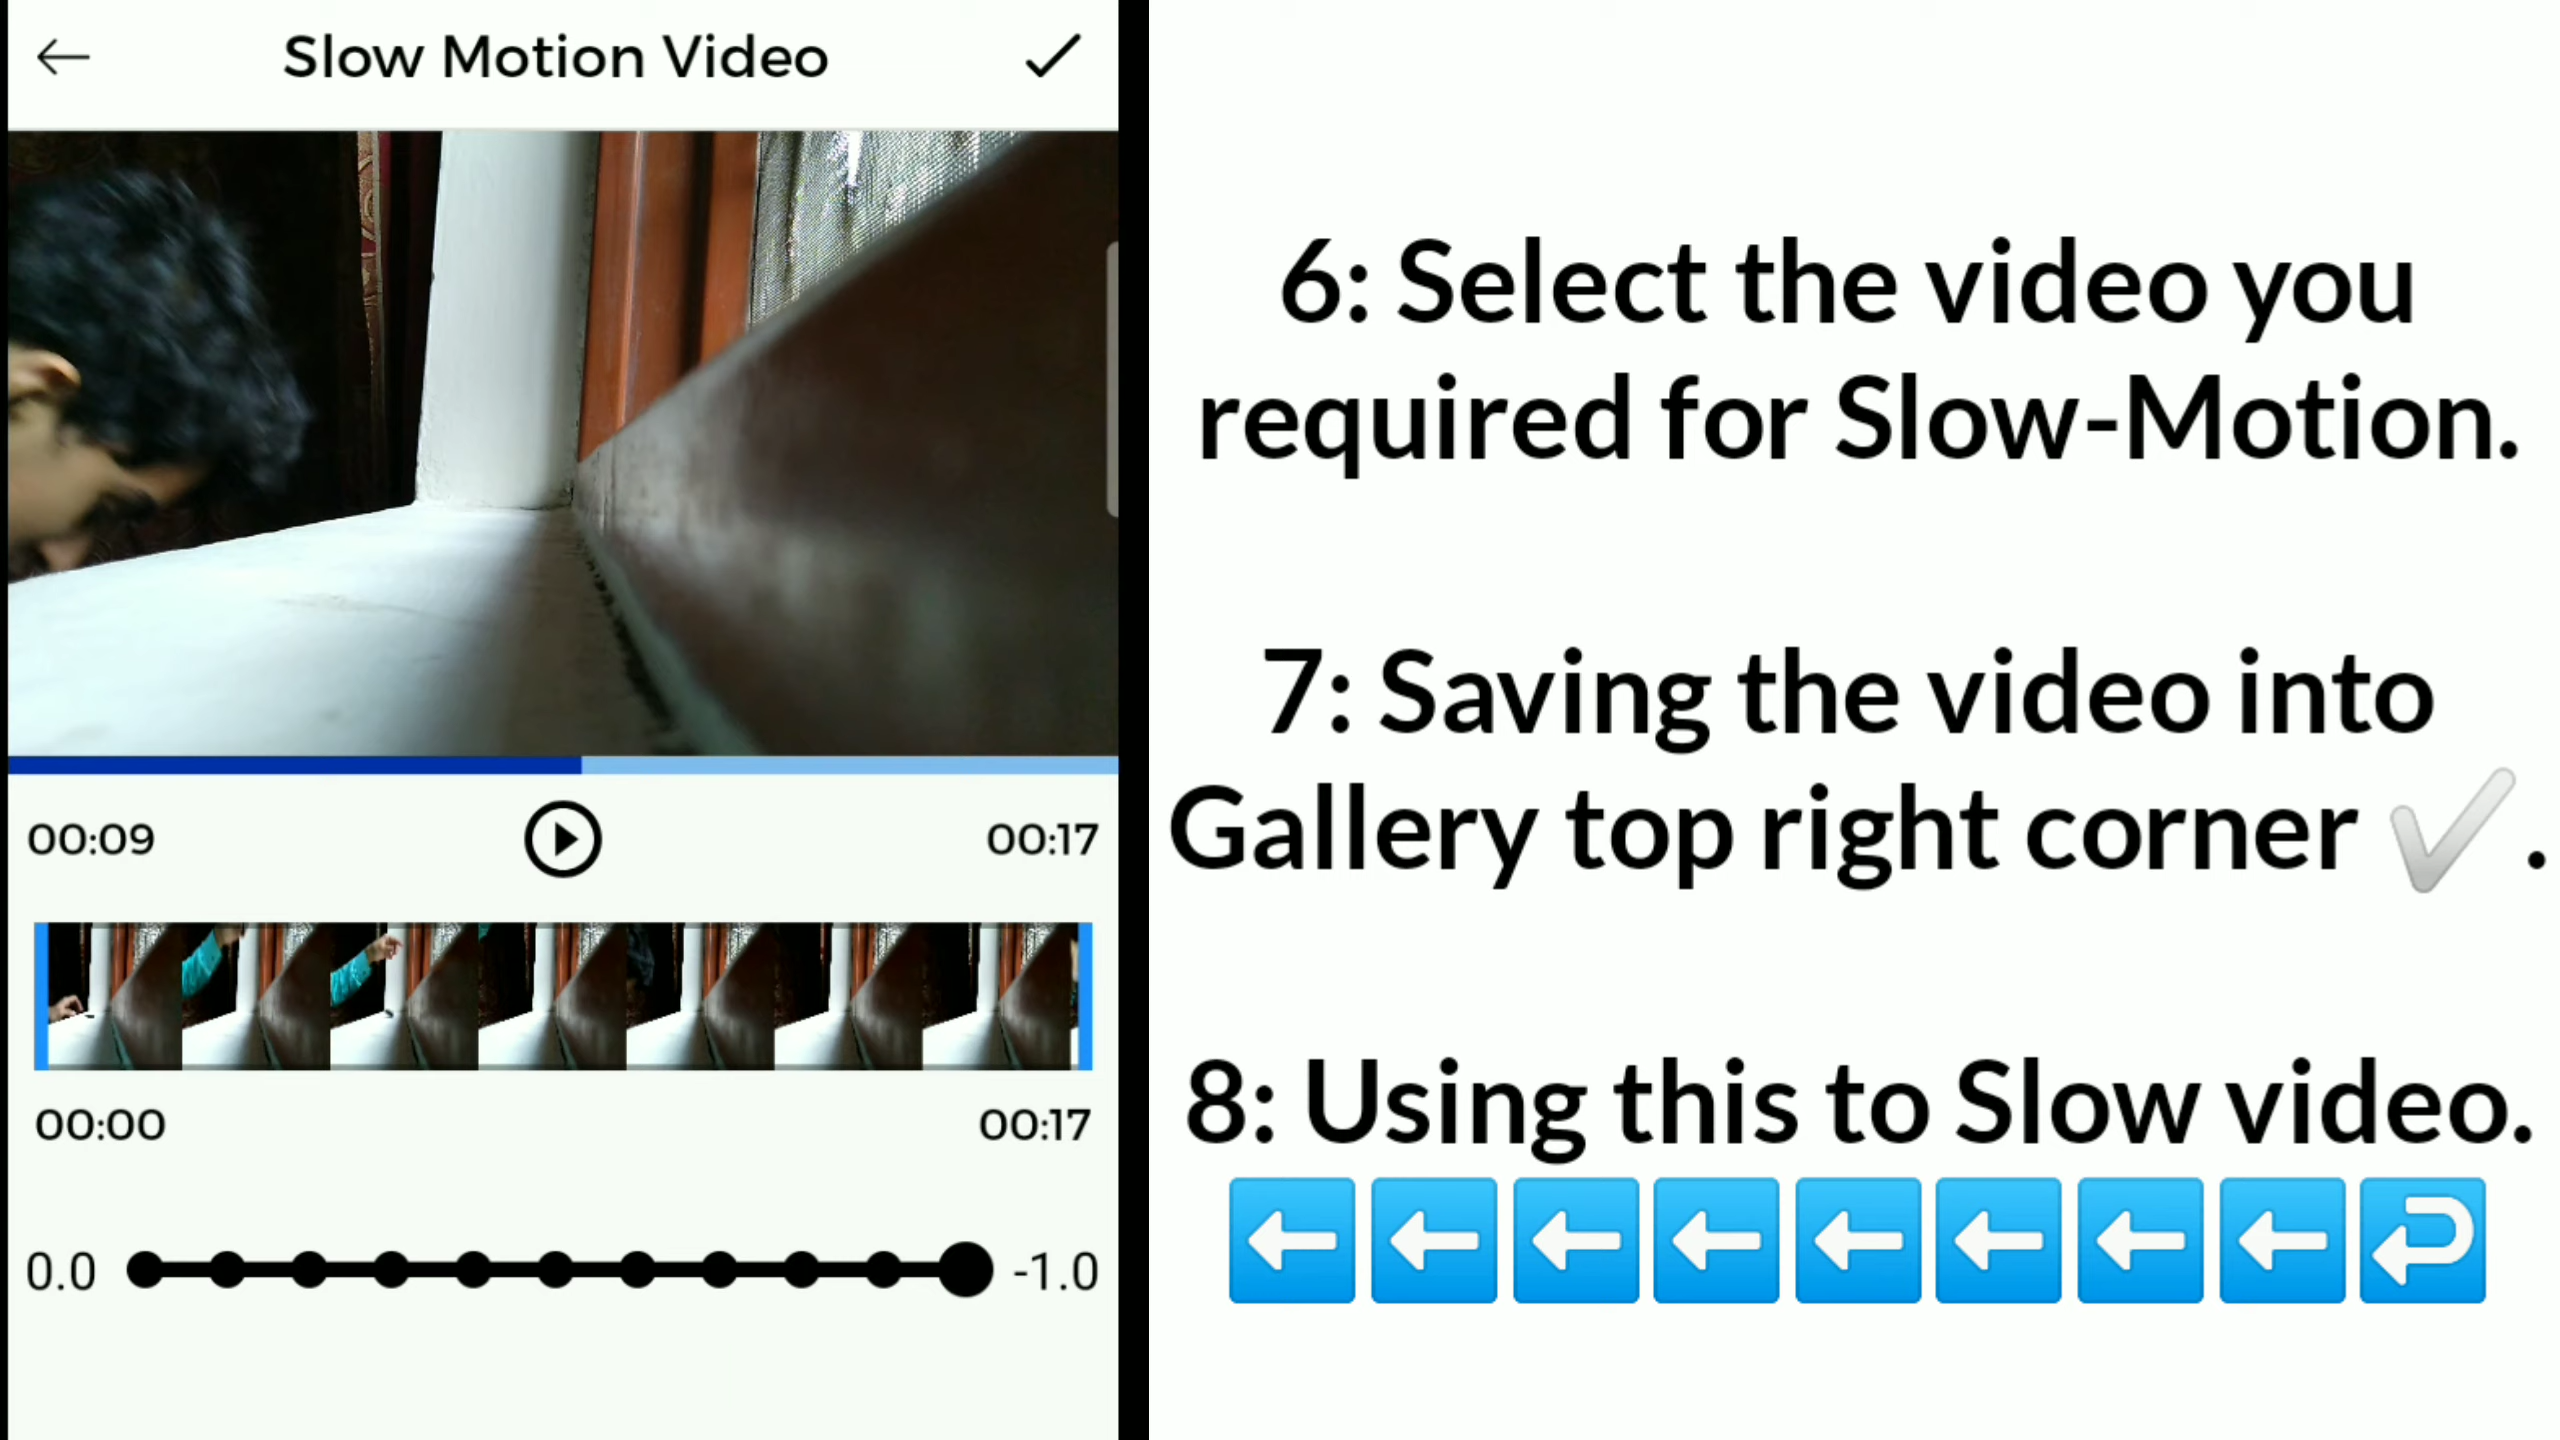 Slow Motion Video
00:09
00:17
00:00
00:17
0.0
-1.0
6: Select the video you
required for Slow-Motion.
7: Saving the video into
Gallery top right corner ✔️.
8: Using this to Slow video.
⬅️⬅️⬅️⬅️⬅️⬅️⬅️⬅️↩️